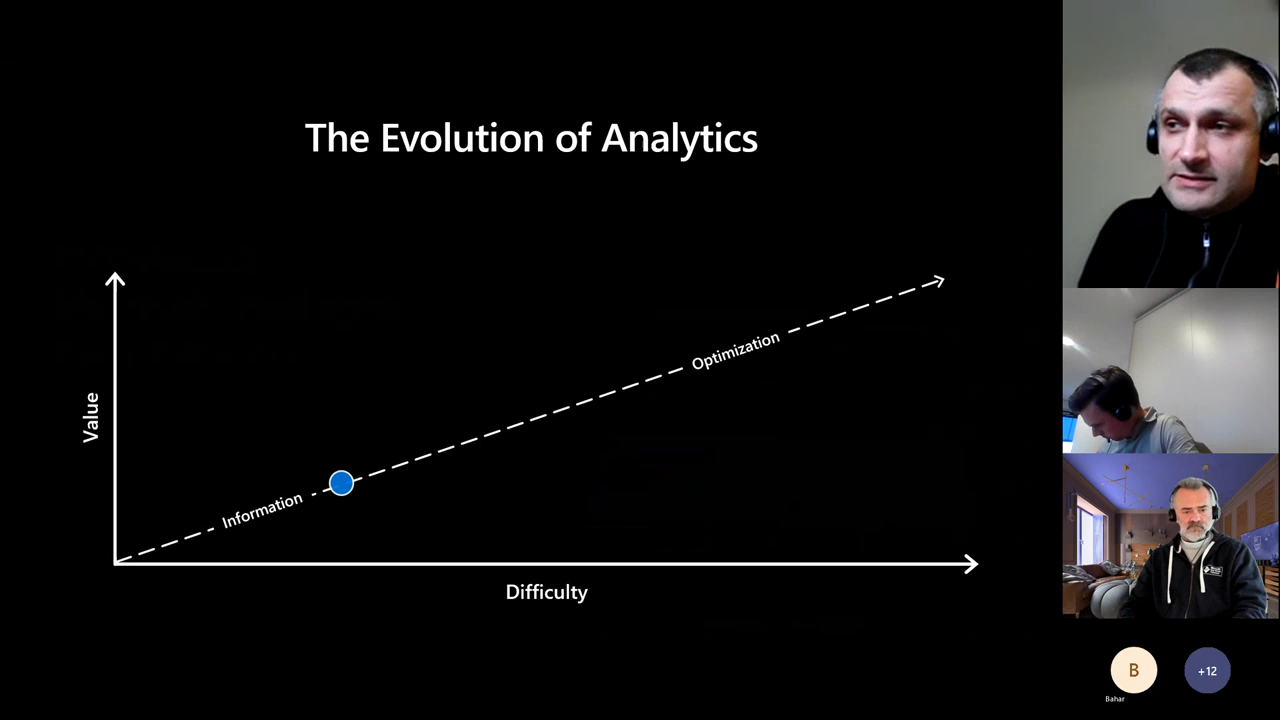 The Evolution of Analytics
Value
Information
Optimization
Difficulty
B
+12
Bahar